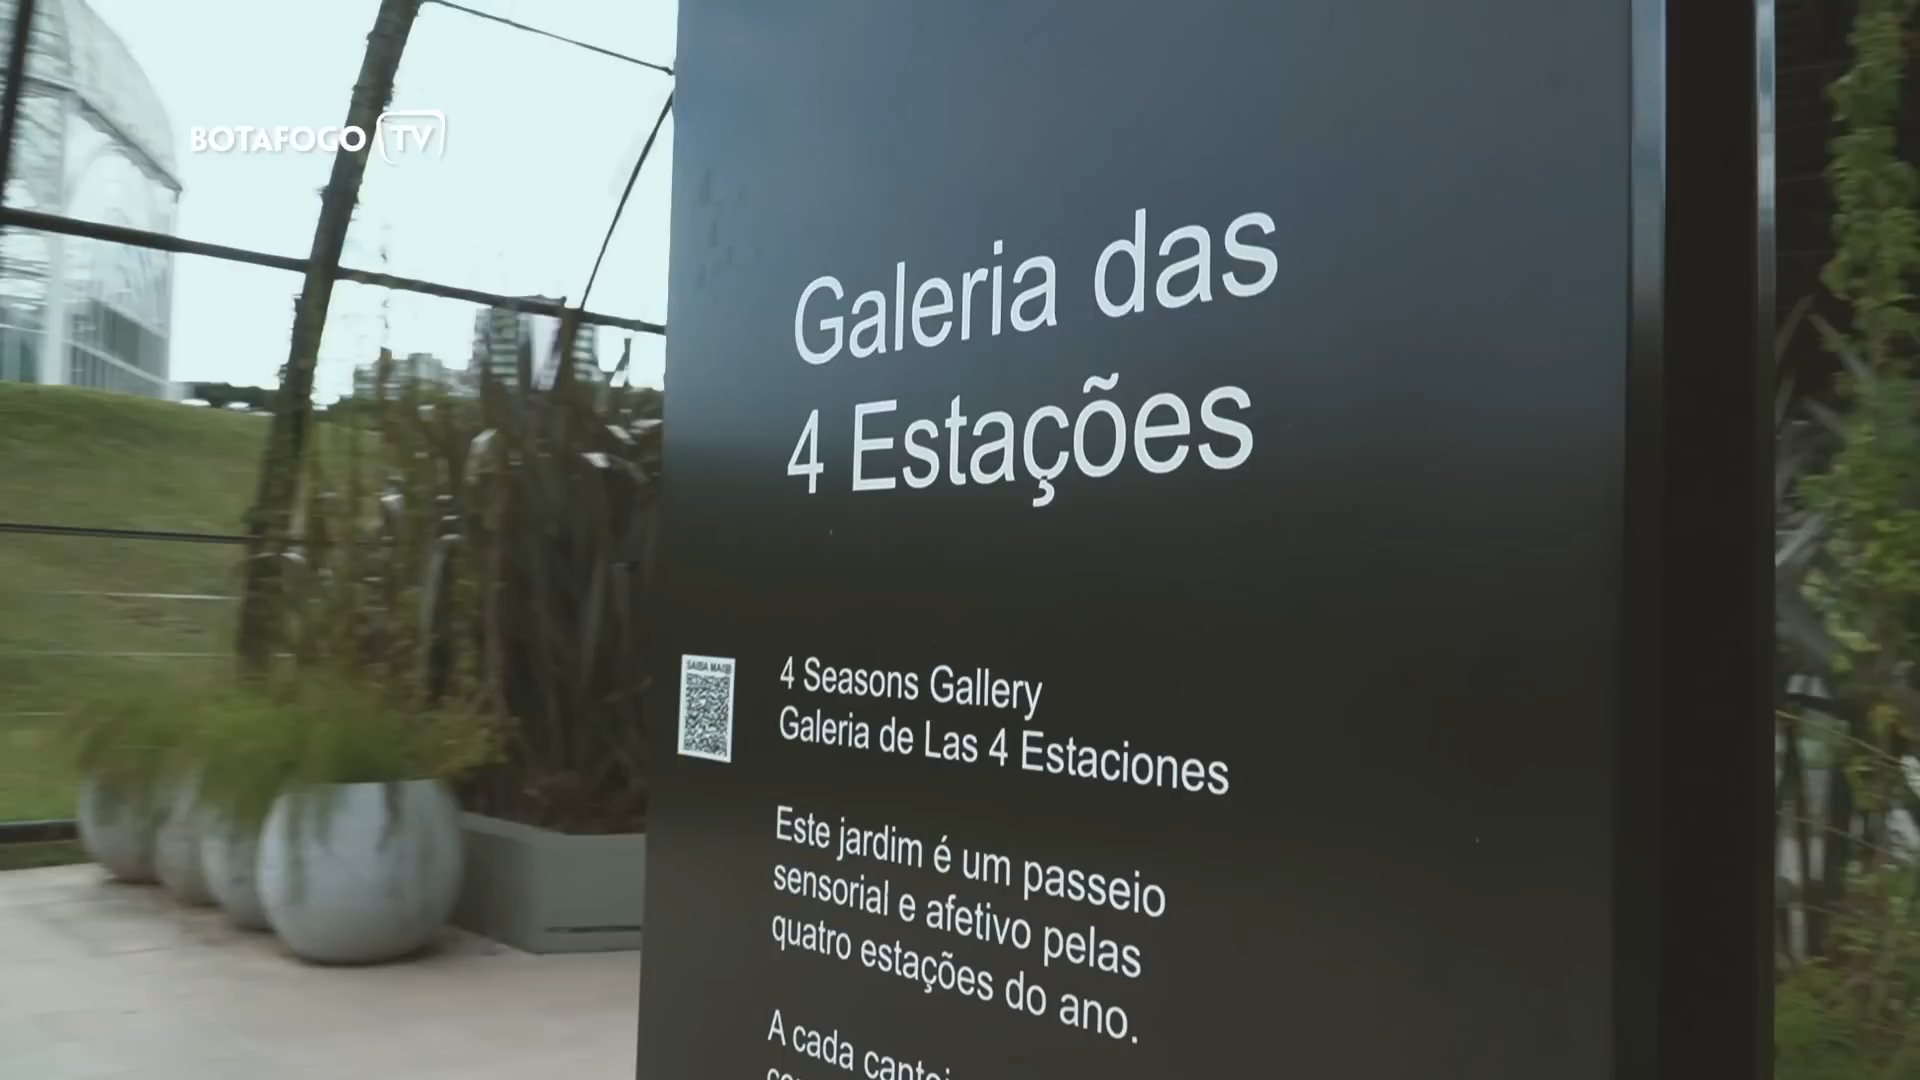 BOTAFOGO TV
Galeria das
4 Estações
SAIBA MAIS
4 Seasons Gallery
Galeria de Las 4 Estaciones
Este jardim é um passeio
sensorial e afetivo pelas
quatro estações do ano.
A cada